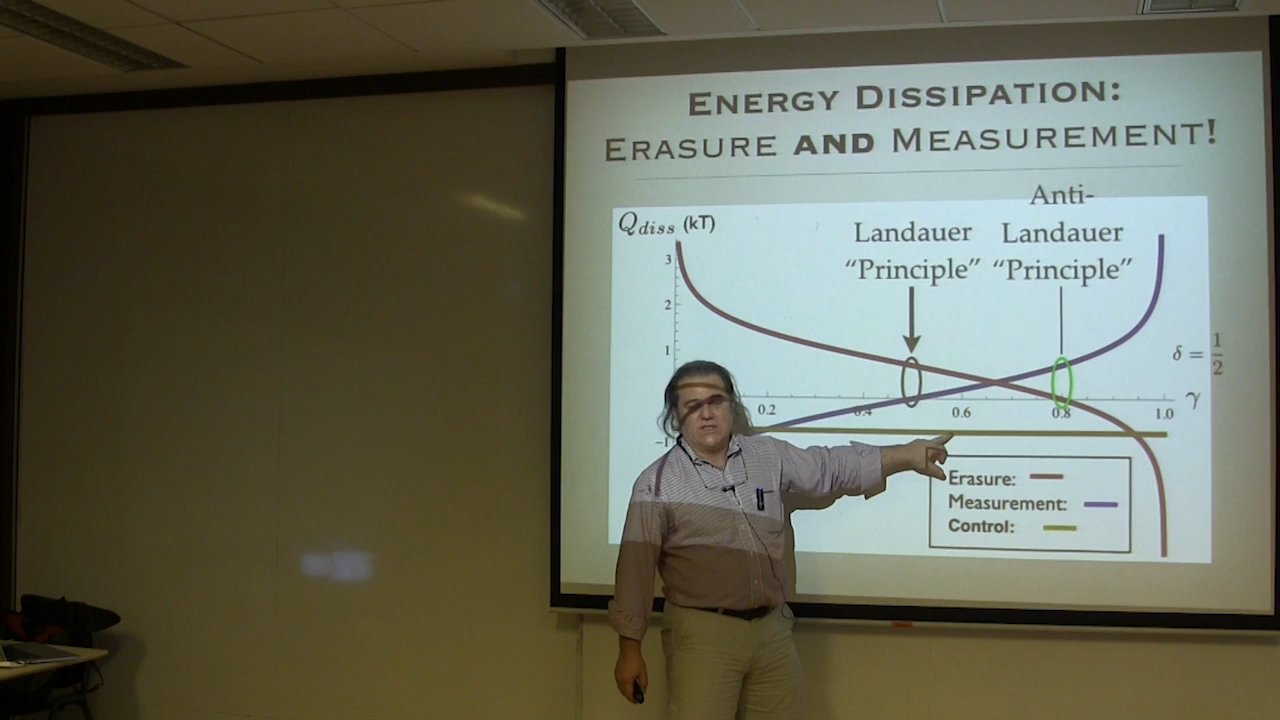 ENERGY DISSIPATION:
ERASURE AND MEASUREMENT!
Qdiss (kT)
Landauer
"Principle"
Anti-
Landauer
"Principle"
3
2
1
-1
0.2
0.4
0.6
0.8
1.0
γ
δ = 1/2
Erasure:
Measurement:
Control: